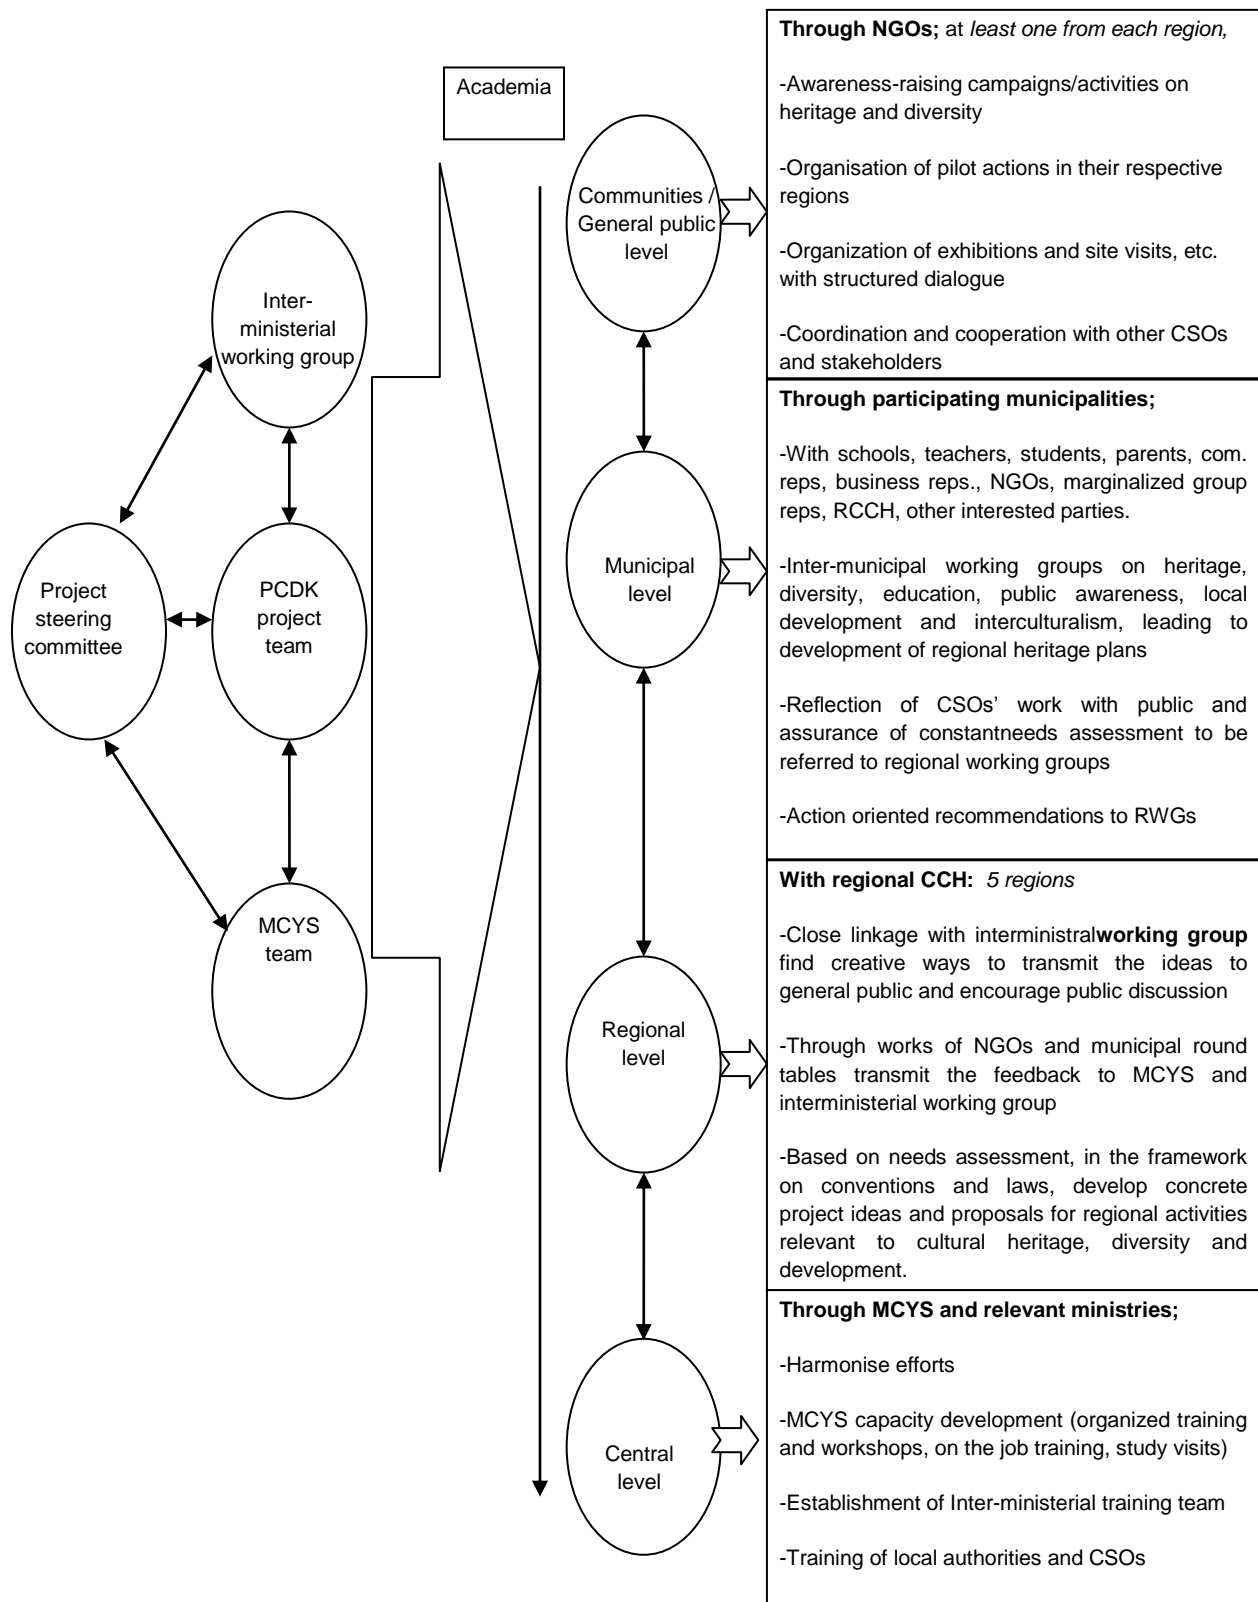 Academia
Inter-
ministerial
working group
Project
steering
committee
PCDK
project
team
MCYS
team
Communities /
General public
level
Municipal
level
Regional
level
Central
level
Through NGOs; at least one from each region,
-Awareness-raising campaigns/activities on
heritage and diversity
-Organisation of pilot actions in their respective
regions
-Organization of exhibitions and site visits, etc.
with structured dialogue
-Coordination and cooperation with other CSOs
and stakeholders
Through participating municipalities;
-With schools, teachers, students, parents, com.
reps, business reps., NGOs, marginalized group
reps, RCCH, other interested parties.
-Inter-municipal working groups on heritage,
diversity, education, public awareness, local
development and interculturalism, leading to
development of regional heritage plans
-Reflection of CSOs’ work with public and
assurance of constantneeds assessment to be
referred to regional working groups
-Action oriented recommendations to RWGs
With regional CCH: 5 regions
-Close linkage with interministralworking group
find creative ways to transmit the ideas to
general public and encourage public discussion
-Through works of NGOs and municipal round
tables transmit the feedback to MCYS and
interministerial working group
-Based on needs assessment, in the framework
on conventions and laws, develop concrete
project ideas and proposals for regional activities
relevant to cultural heritage, diversity and
development.
Through MCYS and relevant ministries;
-Harmonise efforts
-MCYS capacity development (organized training
and workshops, on the job training, study visits)
-Establishment of Inter-ministerial training team
-Training of local authorities and CSOs